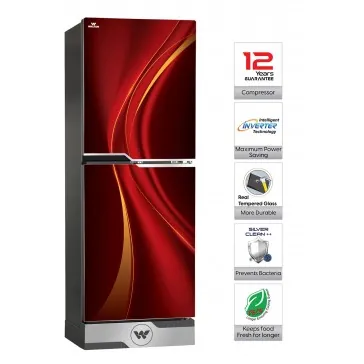 WALTON
12
Years
GUARANTEE
Compressor
Intelligent
INVERTER
Technology
Maximum Power
Saving
Real
Tempered Glass
More Durable
SILVER
CLEAN ++
Prevents Bacteria
Keeps food
Fresh for longer